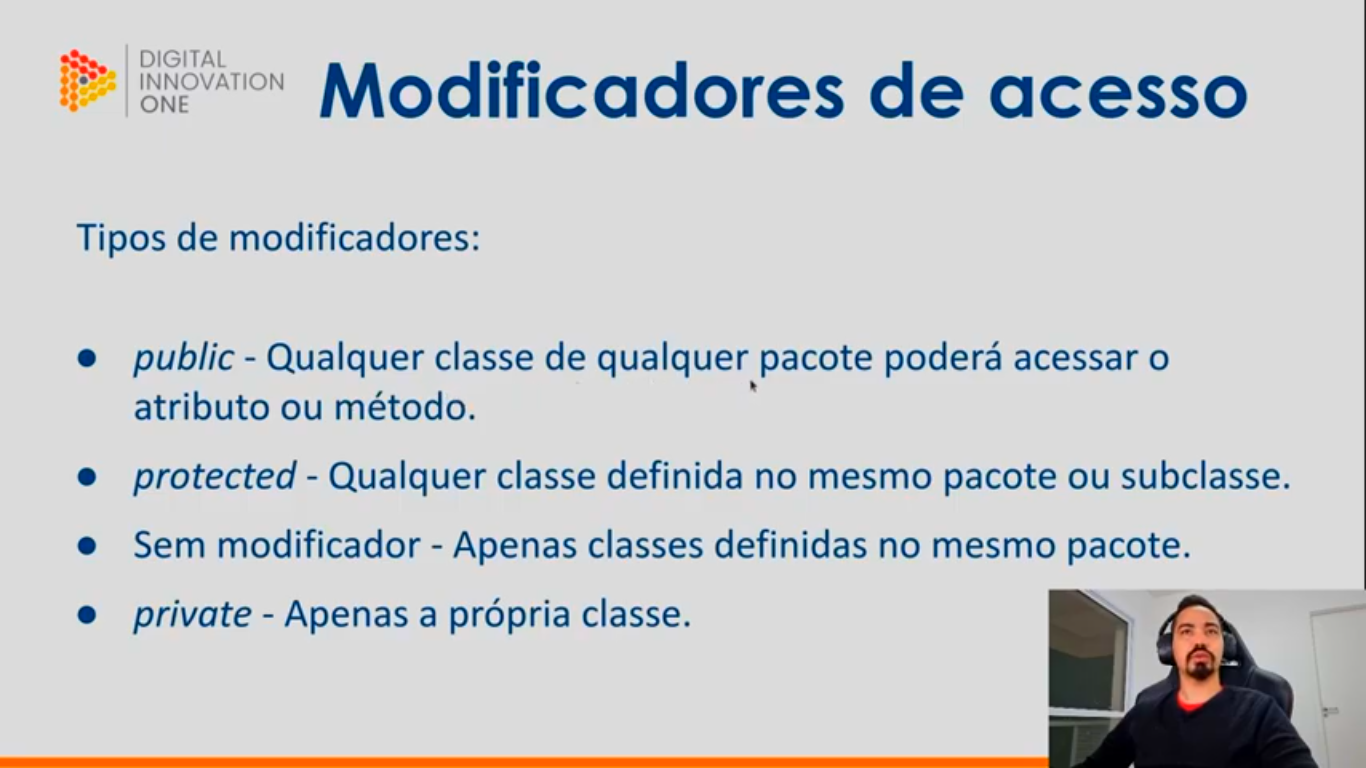 DIGITAL
INNOVATION
ONE
Modificadores de acesso
Tipos de modificadores:
● public - Qualquer classe de qualquer pacote poderá acessar o
atributo ou método.
● protected - Qualquer classe definida no mesmo pacote ou subclasse.
● Sem modificador - Apenas classes definidas no mesmo pacote.
● private - Apenas a própria classe.